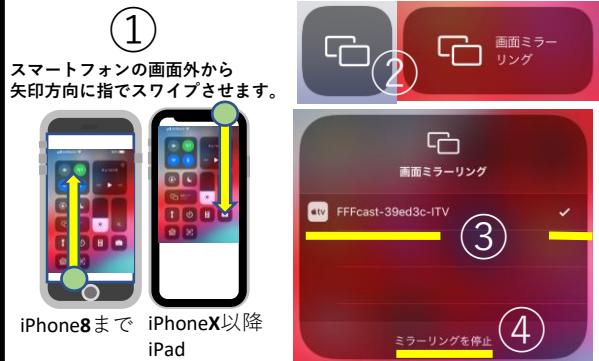 ①
スマートフォンの画面外から
矢印方向に指でスワイプさせます。
iPhone8まで
iPhoneX以降
iPad
②
画面ミラー
リング
画面ミラーリング
tv FFFcast-39ed3c-ITV
③
④
ミラーリングを停止